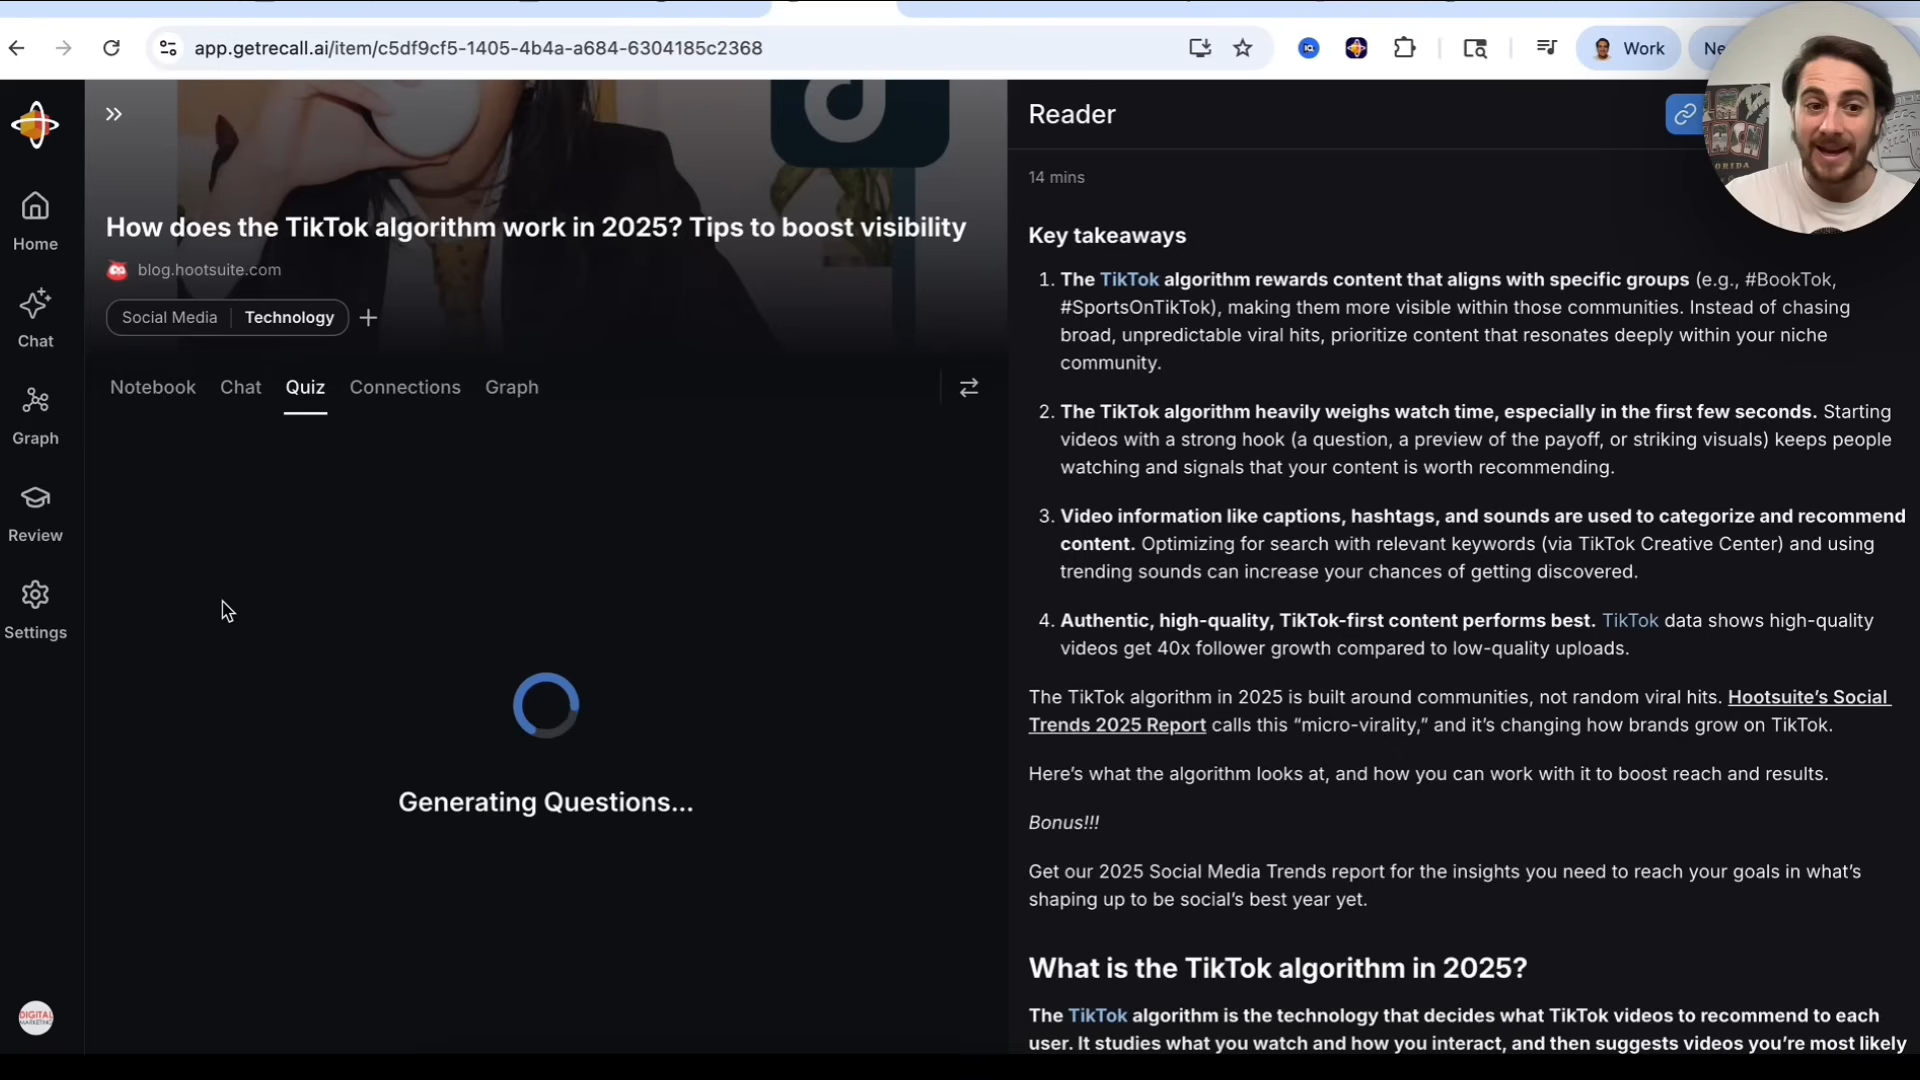 app.getrecall.ai/item/c5df9cf5-1405-4b4a-a684-6304185c2368
Work
Ne
Home
Chat
Graph
Review
Settings
DIGITAL
MARKETING
How does the TikTok algorithm work in 2025? Tips to boost visibility
blog.hootsuite.com
Social Media
Technology
Notebook
Chat
Quiz
Connections
Graph
Generating Questions...
Reader
14 mins
Key takeaways
1. The TikTok algorithm rewards content that aligns with specific groups (e.g., #BookTok,
#SportsOnTikTok), making them more visible within those communities. Instead of chasing
broad, unpredictable viral hits, prioritize content that resonates deeply within your niche
community.
2. The TikTok algorithm heavily weighs watch time, especially in the first few seconds. Starting
videos with a strong hook (a question, a preview of the payoff, or striking visuals) keeps people
watching and signals that your content is worth recommending.
3. Video information like captions, hashtags, and sounds are used to categorize and recommend
content. Optimizing for search with relevant keywords (via TikTok Creative Center) and using
trending sounds can increase your chances of getting discovered.
4. Authentic, high-quality, TikTok-first content performs best. TikTok data shows high-quality
videos get 40x follower growth compared to low-quality uploads.
The TikTok algorithm in 2025 is built around communities, not random viral hits. Hootsuite’s Social
Trends 2025 Report calls this “micro-virality,” and it’s changing how brands grow on TikTok.
Here’s what the algorithm looks at, and how you can work with it to boost reach and results.
Bonus!!!
Get our 2025 Social Media Trends report for the insights you need to reach your goals in what’s
shaping up to be social’s best year yet.
What is the TikTok algorithm in 2025?
The TikTok algorithm is the technology that decides what TikTok videos to recommend to each
user. It studies what you watch and how you interact, and then suggests videos you’re most likely